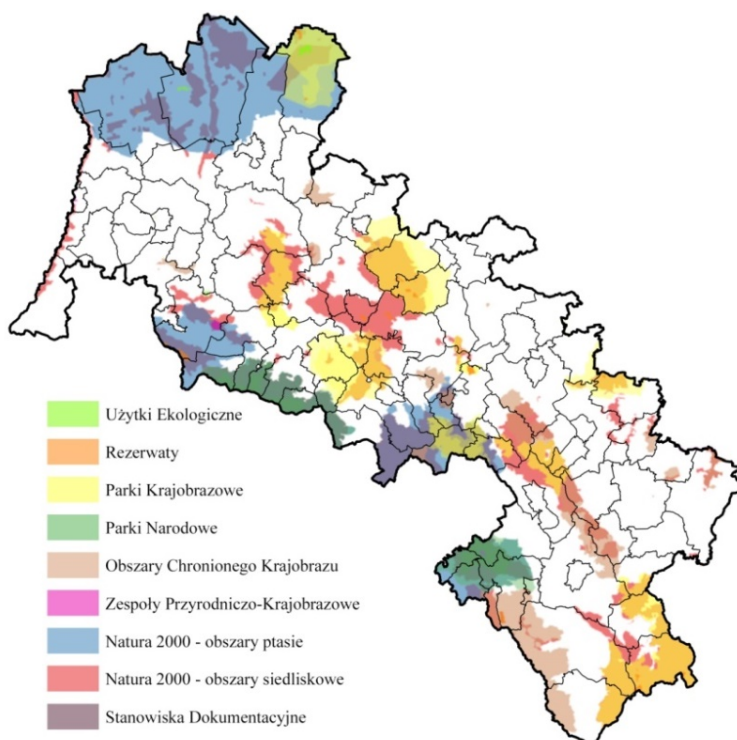 Użytki Ekologiczne
Rezerwaty
Parki Krajobrazowe
Parki Narodowe
Obszary Chronionego Krajobrazu
Zespoły Przyrodniczo-Krajobrazowe
Natura 2000 - obszary ptasie
Natura 2000 - obszary siedliskowe
Stanowiska Dokumentacyjne